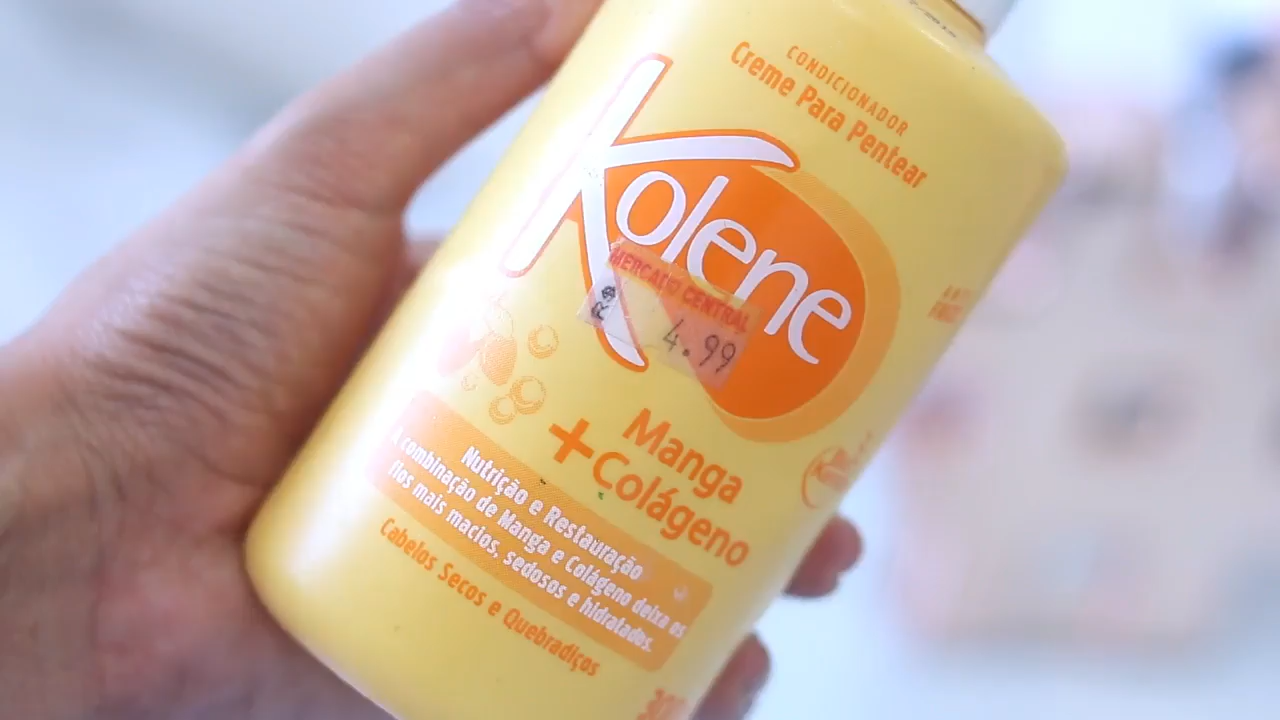 CONDICIONADOR
Creme Para Pentear
Kolene
MERCADO CENTRAL
R$ 4.99
Manga
+Colágeno
Nutrição e Restauração
A combinação de Manga e Colágeno deixa os
fios mais macios, sedosos e hidratados.
Cabelos Secos e Quebradiços